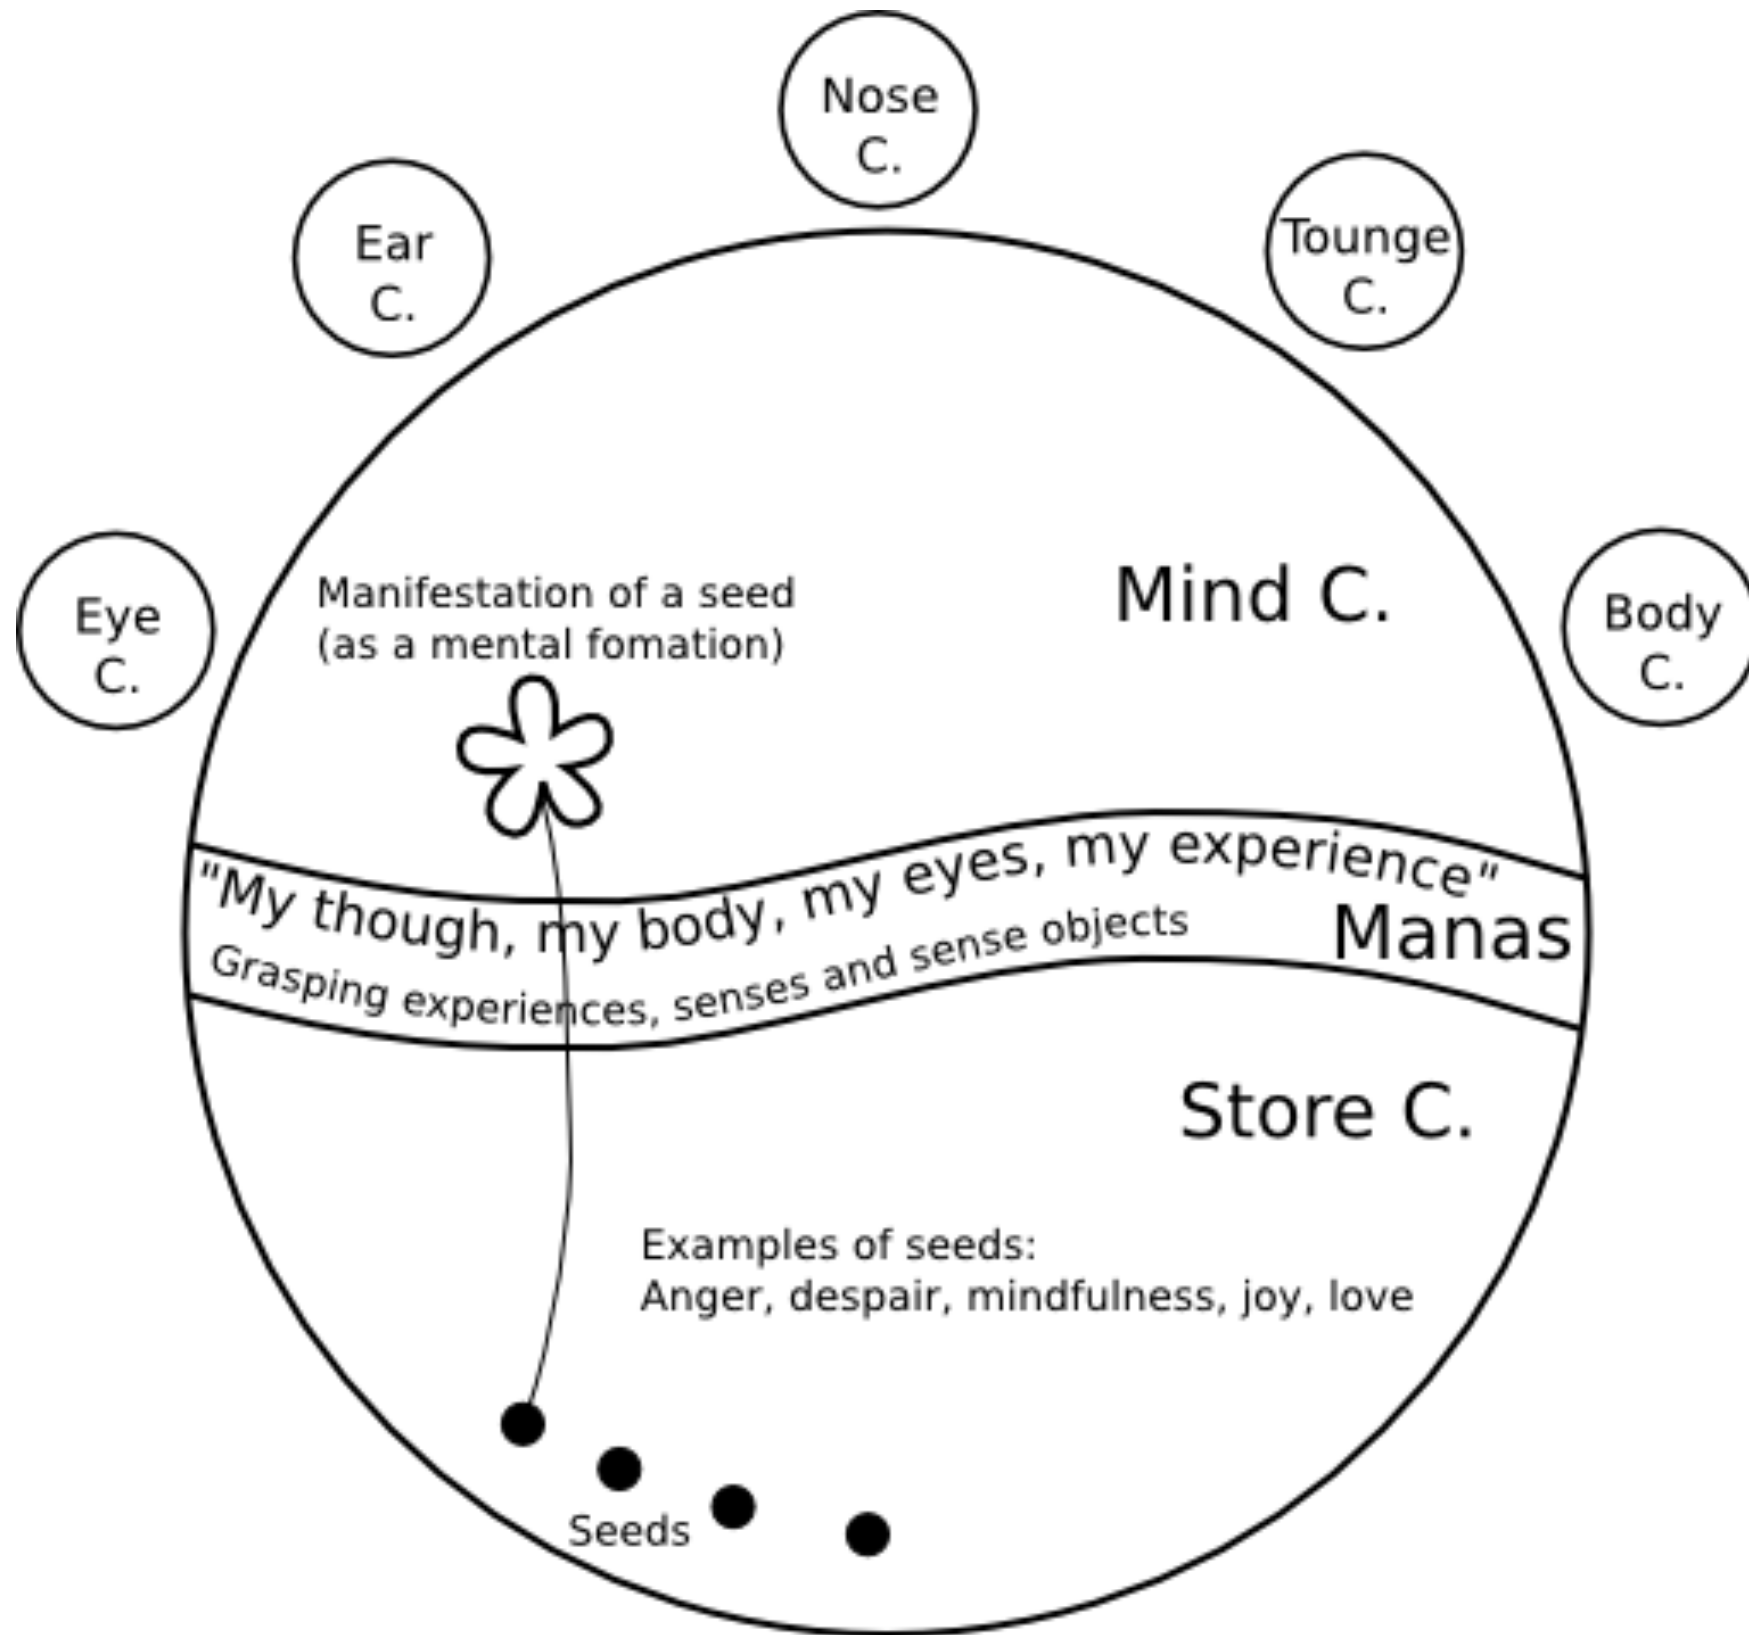 Nose
C.
Ear
C.
Tounge
C.
Eye
C.
Body
C.
Mind C.
Manifestation of a seed
(as a mental fomation)
"My though, my body, my eyes, my experience"
Manas
Grasping experiences, senses and sense objects
Store C.
Examples of seeds:
Anger, despair, mindfulness, joy, love
Seeds